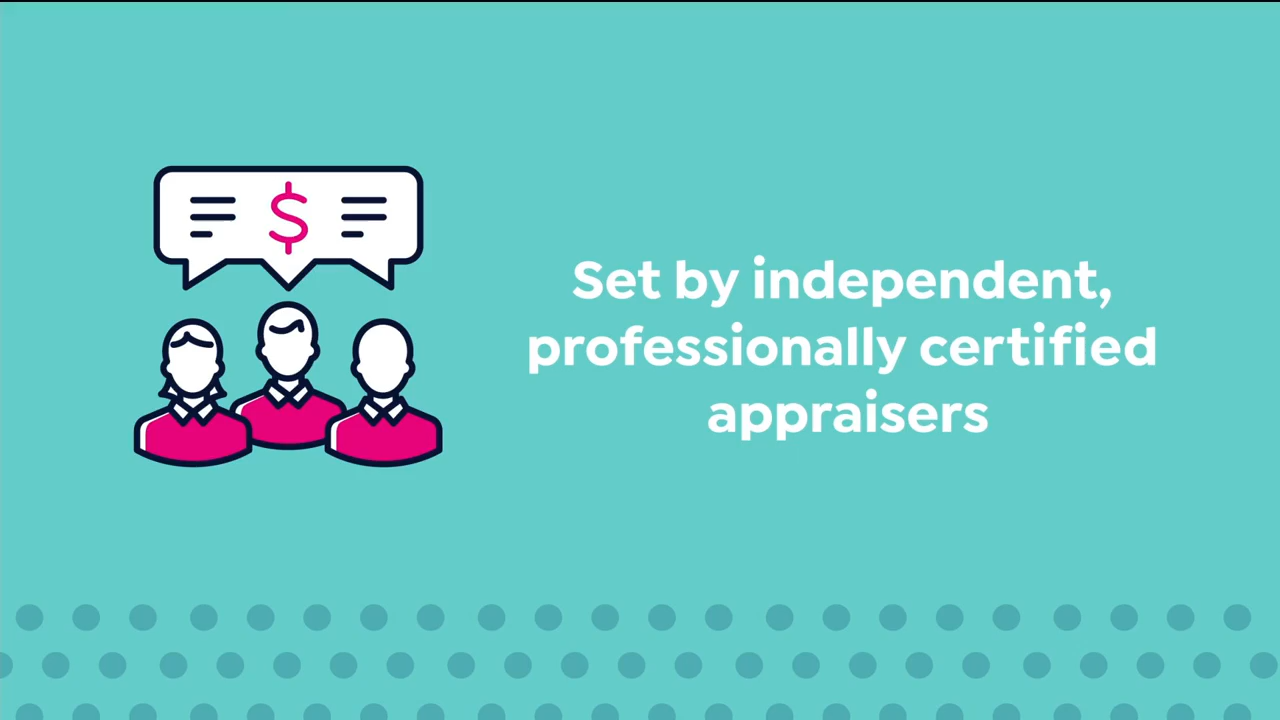 $
Set by independent,
professionally certified
appraisers